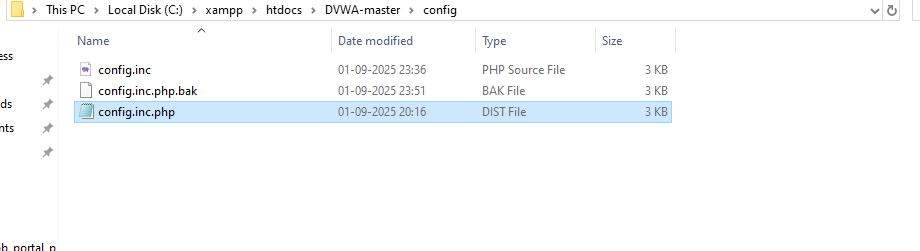 This PC > Local Disk (C:) > xampp > htdocs > DVWA-master > config
Name Date modified Type Size
ess
config.inc 01-09-2025 23:36 PHP Source File 3 KB
config.inc.php.bak 01-09-2025 23:51 BAK File 3 KB
ds
config.inc.php 01-09-2025 20:16 DIST File 3 KB
nts